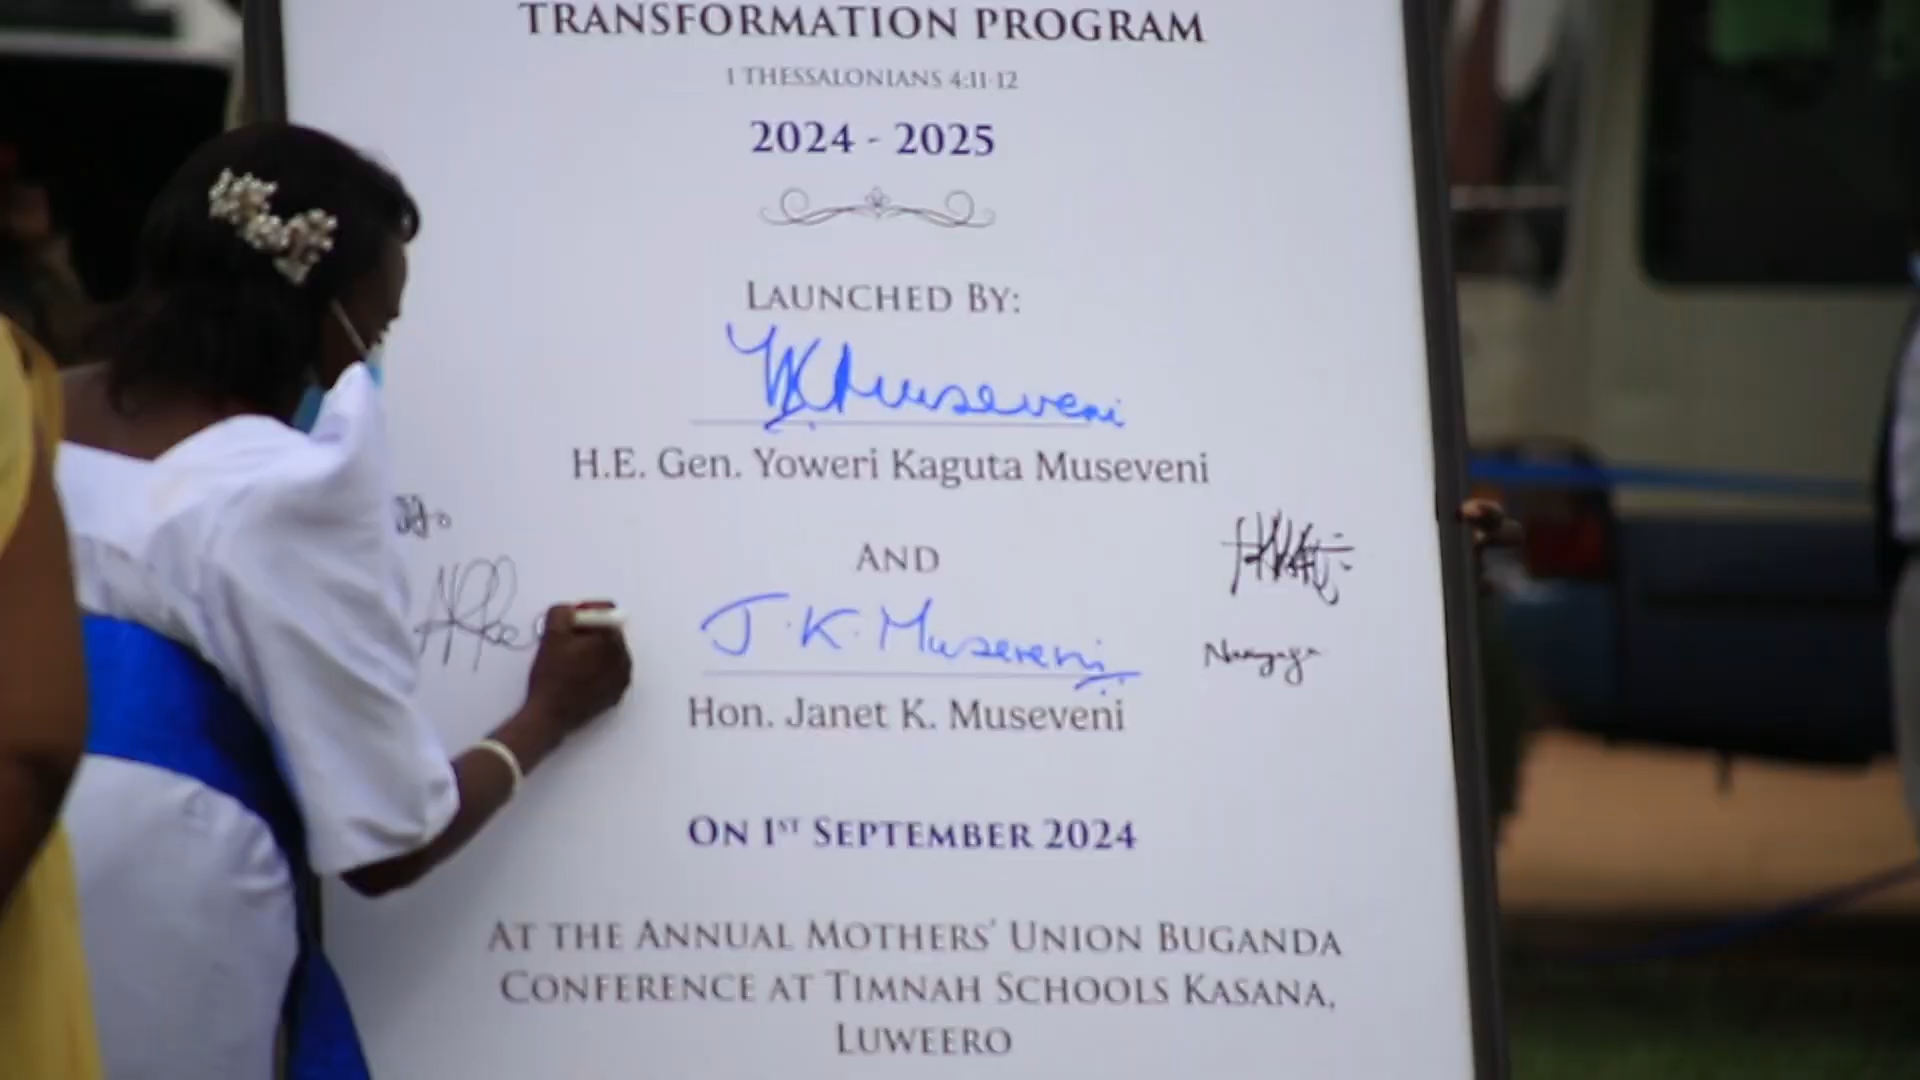 TRANSFORMATION PROGRAM
1 THESSALONIANS 4:11-12
2024 - 2025
LAUNCHED BY:
YKMuseveni
H.E. Gen. Yoweri Kaguta Museveni
AND
J.K. Museveni
Hon. Janet K. Museveni
ON 1ST SEPTEMBER 2024
AT THE ANNUAL MOTHERS' UNION BUGANDA
CONFERENCE AT TIMNAH SCHOOLS KASANA,
LUWEERO